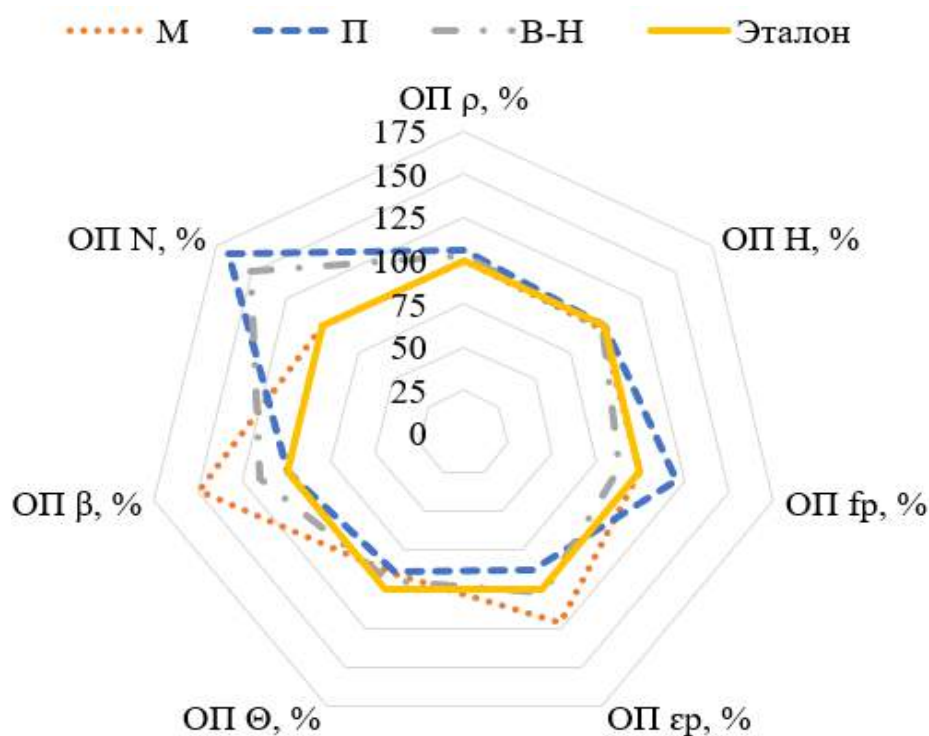 М П В-Н Эталон
ОП ρ, %
175
150
125
100
75
50
25
0
ОП N, %
ОП H, %
ОП β, %
ОП fp, %
ОП Θ, %
ОП εp, %